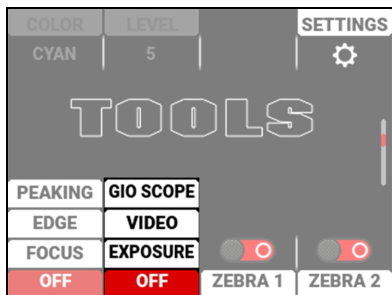 COLOR LEVEL SETTINGS
CYAN 5
TOOLS
PEAKING GIO SCOPE
EDGE VIDEO
FOCUS EXPOSURE
OFF OFF ZEBRA 1 ZEBRA 2